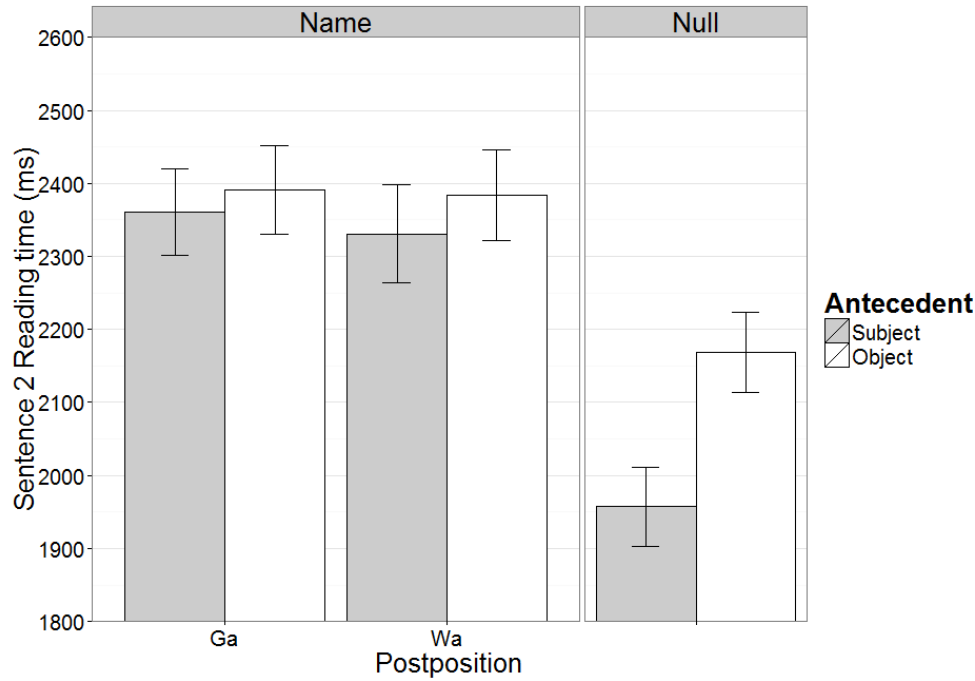 Name
Null
Sentence 2 Reading time (ms)
2600
2500
2400
2300
2200
2100
2000
1900
1800
Ga
Wa
Postposition
Antecedent
Subject
Object